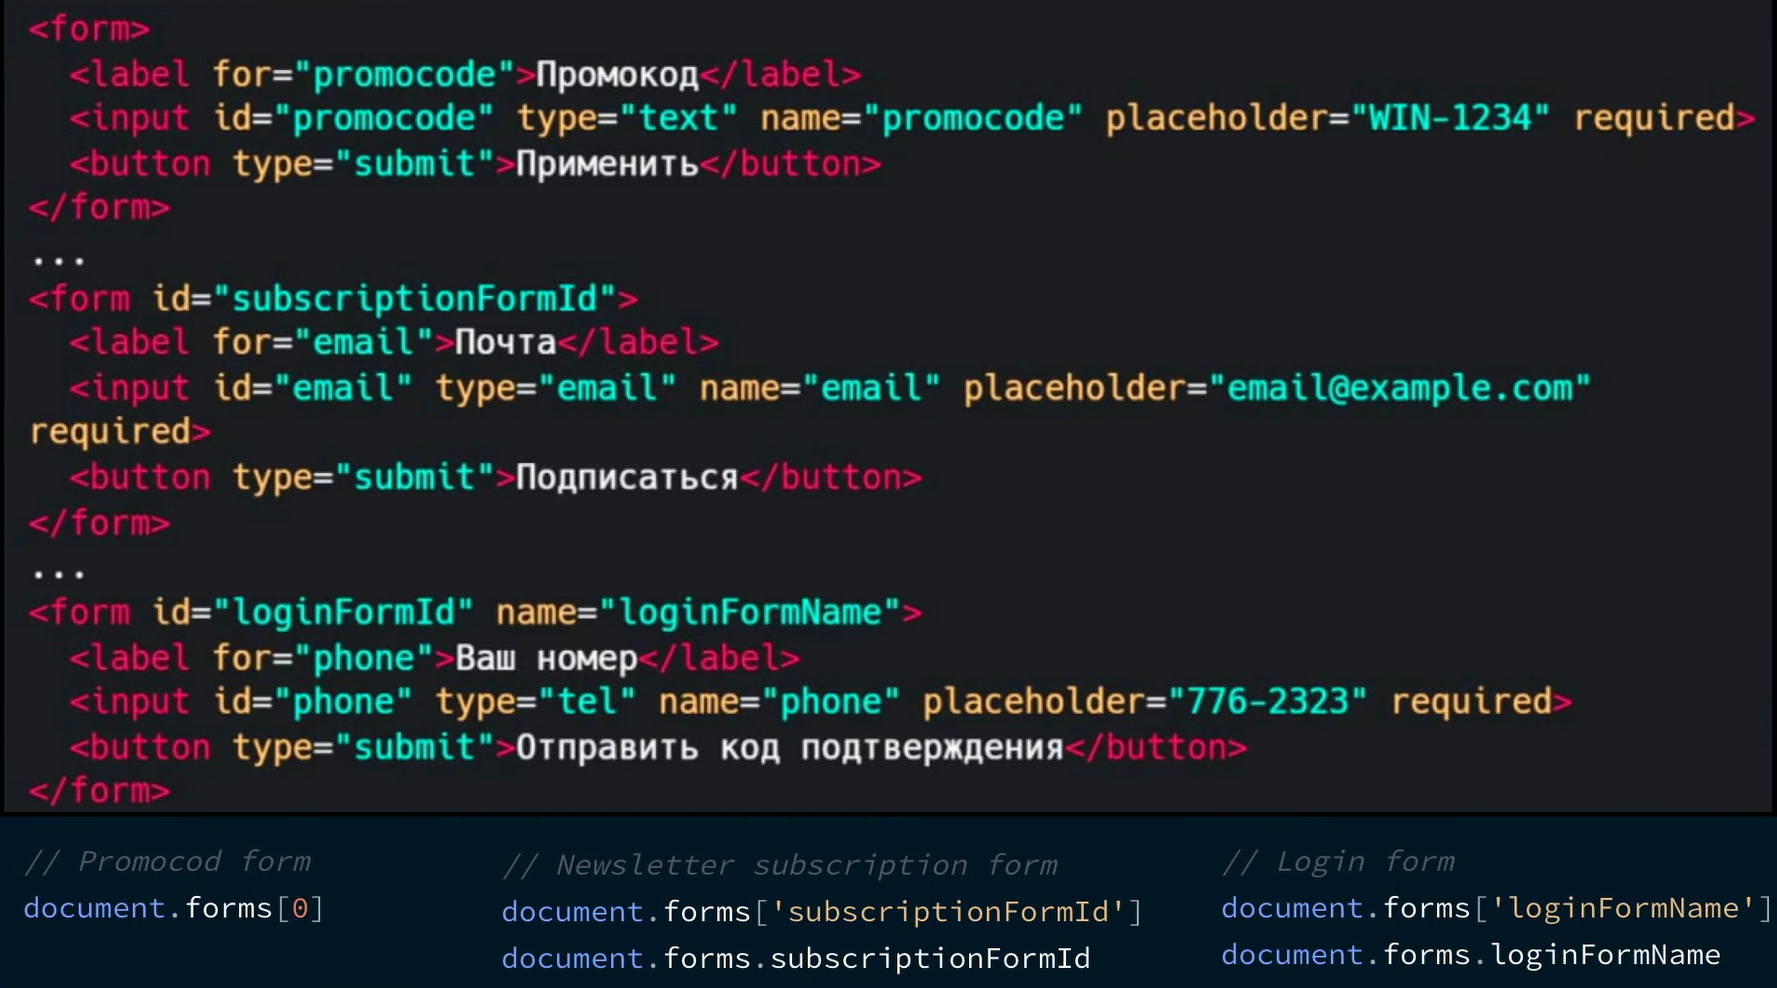 <form>
<label for="promocode">Промокод</label>
<input id="promocode" type="text" name="promocode" placeholder="WIN-1234" required>
<button type="submit">Применить</button>
</form>
...
<form id="subscriptionFormId">
<label for="email">Почта</label>
<input id="email" type="email" name="email" placeholder="email@example.com"
required>
<button type="submit">Подписаться</button>
</form>
...
<form id="loginFormId" name="loginFormName">
<label for="phone">Ваш номер</label>
<input id="phone" type="tel" name="phone" placeholder="776-2323" required>
<button type="submit">Отправить код подтверждения</button>
</form>
// Promocod form
document.forms[0]
// Newsletter subscription form
document.forms['subscriptionFormId']
document.forms.subscriptionFormId
// Login form
document.forms['loginFormName']
document.forms.loginFormName